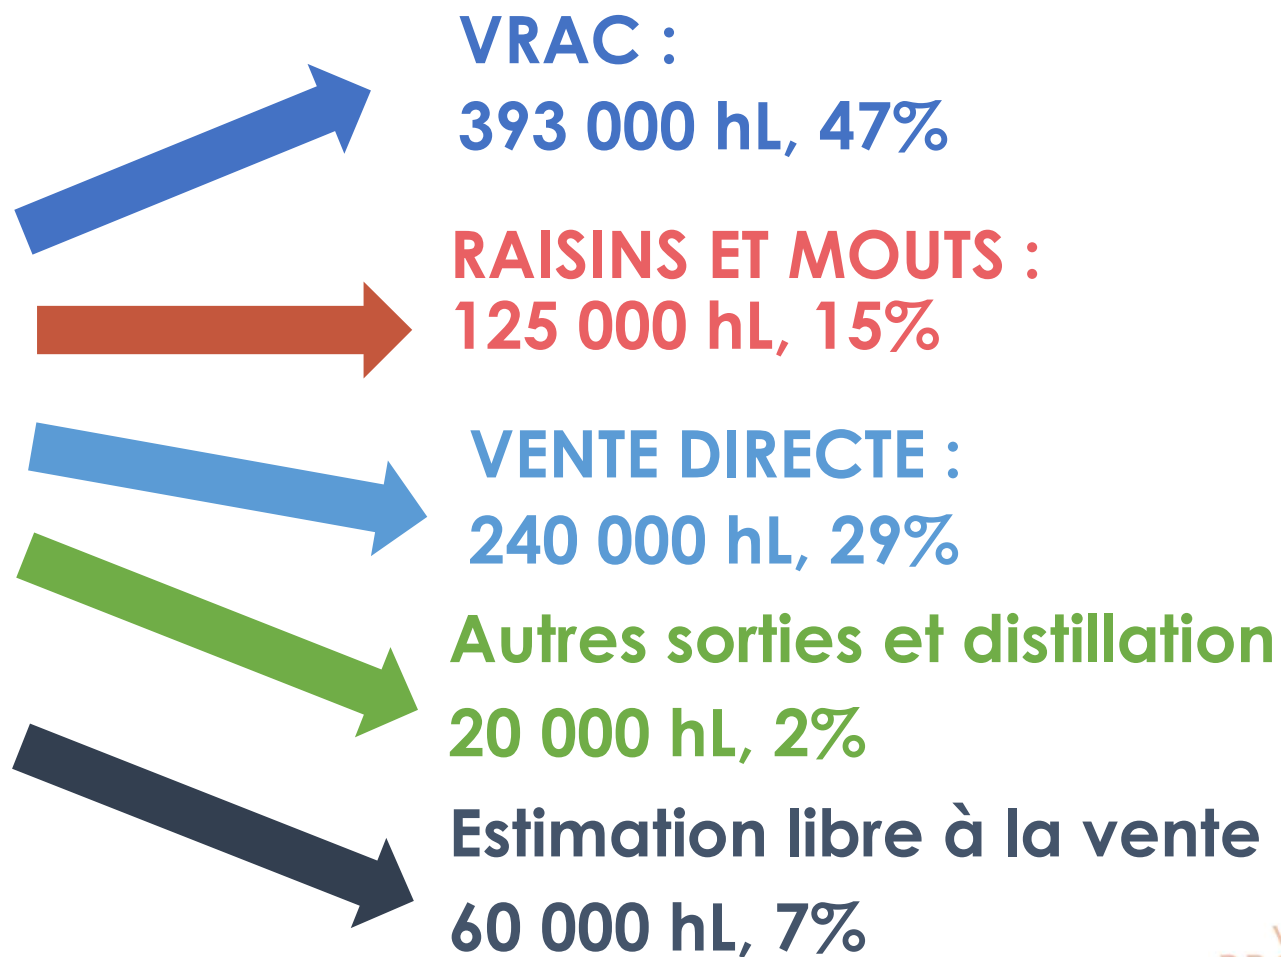 VRAC :
393 000 hL, 47%
RAISINS ET MOUTS :
125 000 hL, 15%
VENTE DIRECTE :
240 000 hL, 29%
Autres sorties et distillation
20 000 hL, 2%
Estimation libre à la vente
60 000 hL, 7%